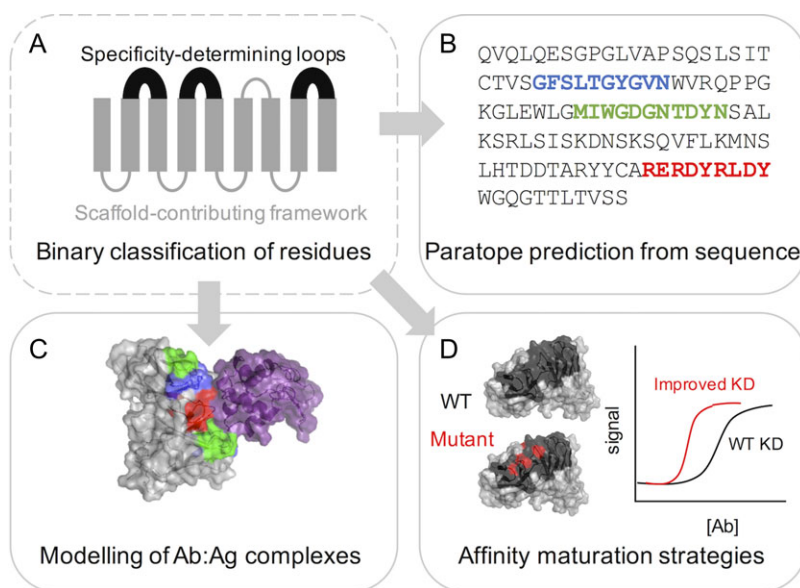 A
Specificity-determining loops
Scaffold-contributing framework
Binary classification of residues
B
QVQLQESGPGLVAPSQSLSIT
CTVSGFSLTGYGVNWVRQPPG
KGLEWLGMIWGDGNTDYNSAL
KSRLSISKDNSKSQVFLKMNS
LHTDDTARYYCARERDYRLDY
WGQGTTLTVSS
Paratope prediction from sequence
C
Modelling of Ab:Ag complexes
D
WT
Mutant
signal
Improved KD
WT KD
[Ab]
Affinity maturation strategies